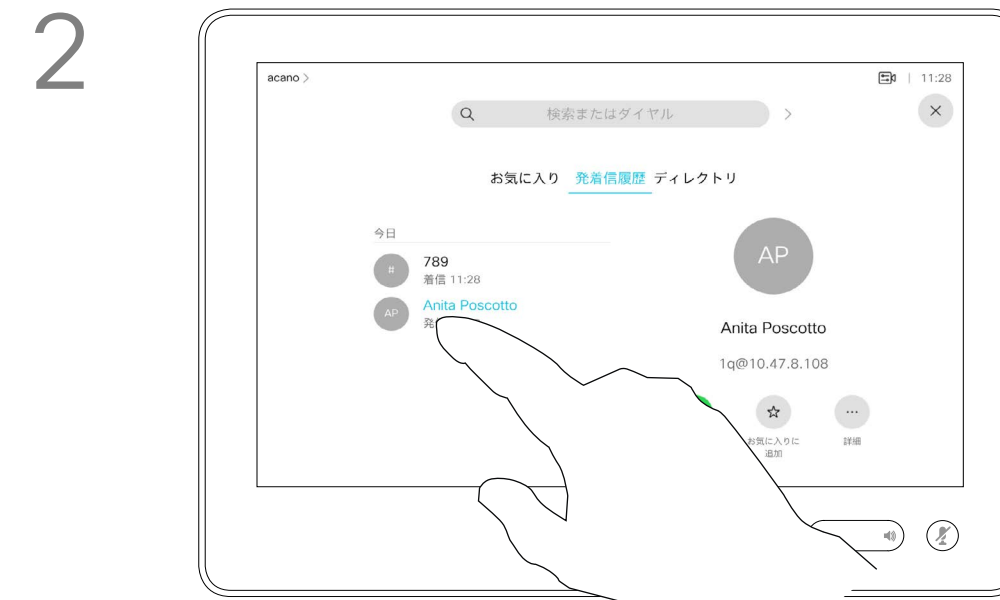 2
acano >
11:28
検索またはダイヤル
お気に入り 発着信履歴 ディレクトリ
今日
# 789
着信 11:28
AP Anita Poscotto
AP
Anita Poscotto
1q@10.47.8.108
お気に入りに
追加
詳細